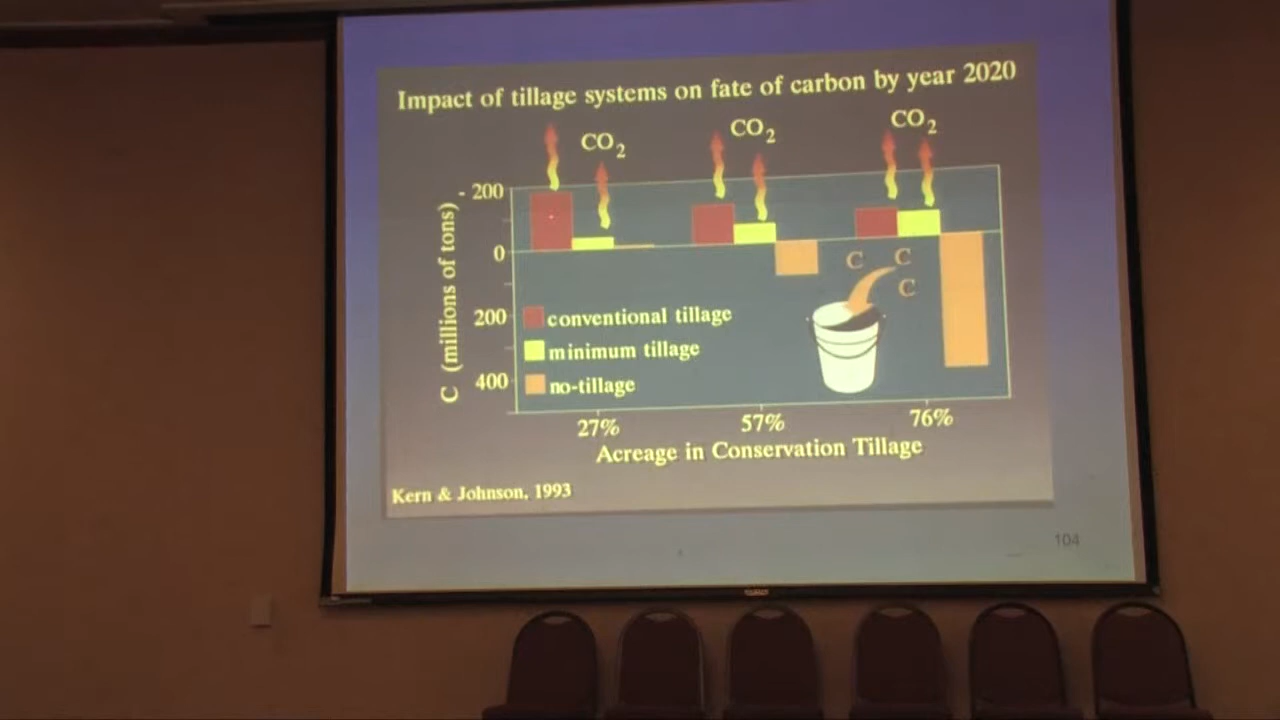 Impact of tillage systems on fate of carbon by year 2020
CO2
CO2
CO2
- 200
0
200
400
C (millions of tons)
C
C
C
conventional tillage
minimum tillage
no-tillage
27%
57%
76%
Acreage in Conservation Tillage
Kern & Johnson, 1993
104